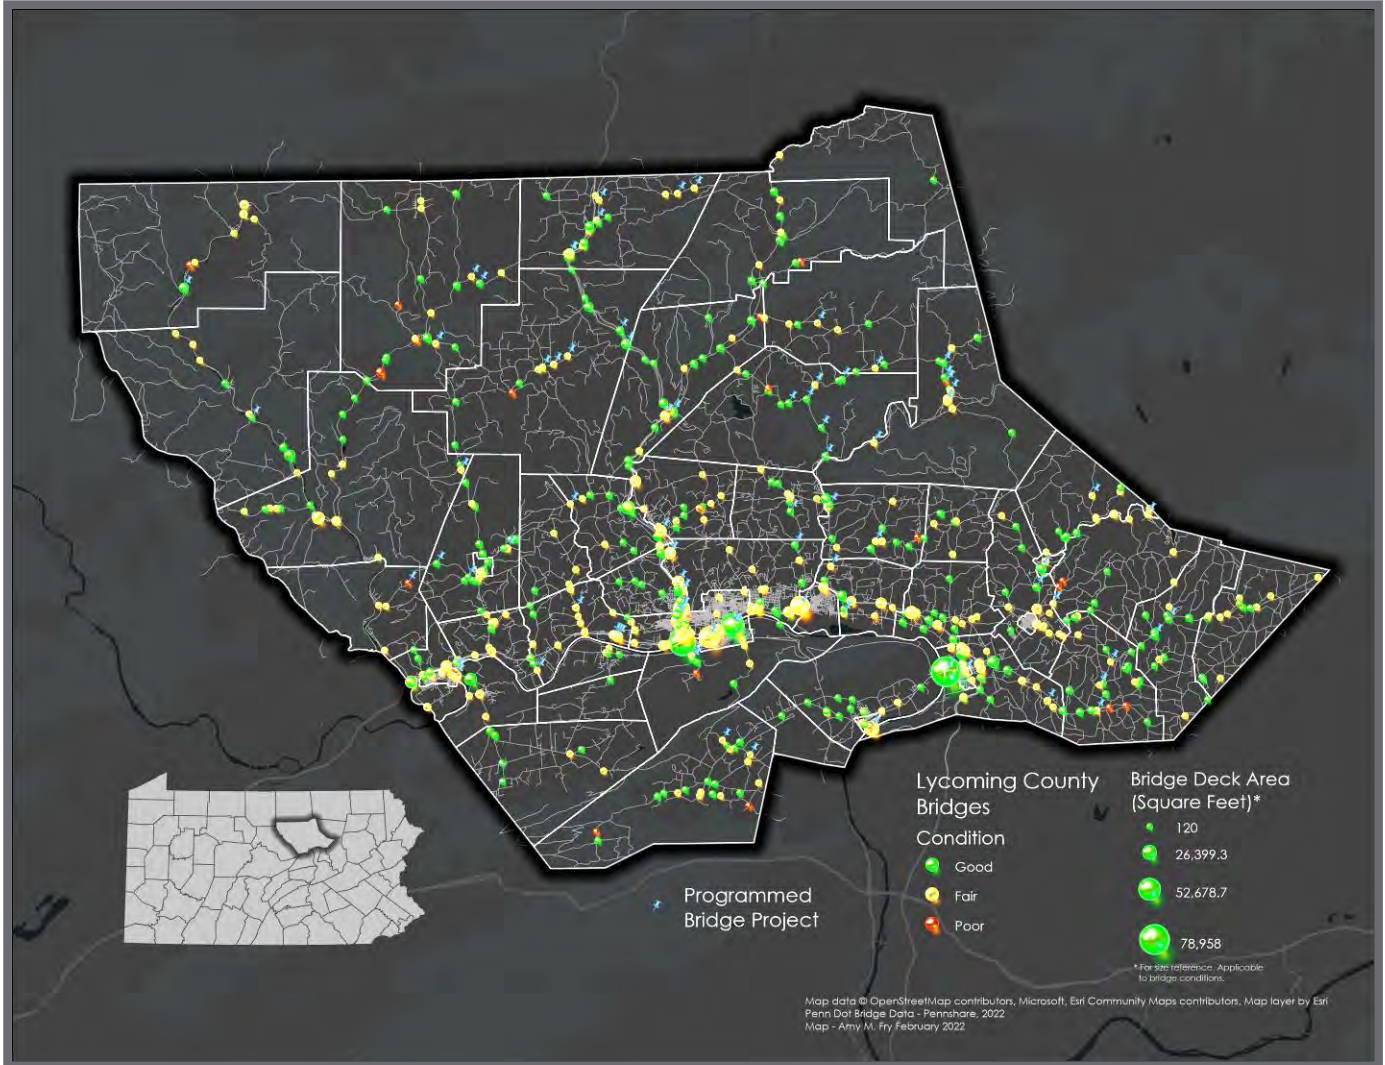 Lycoming County
Bridges
Condition
Good
Fair
Poor
Bridge Deck Area
(Square Feet)*
120
26,399.3
52,678.7
78,958
*For size reference. Applicable
to bridge conditions.
Programmed
Bridge Project
Map data © OpenStreetMap contributors, Microsoft, Esri Community Maps contributors, Map layer by Esri
Penn Dot Bridge Data - Pennshare, 2022
Map - Amy M. Fry February 2022